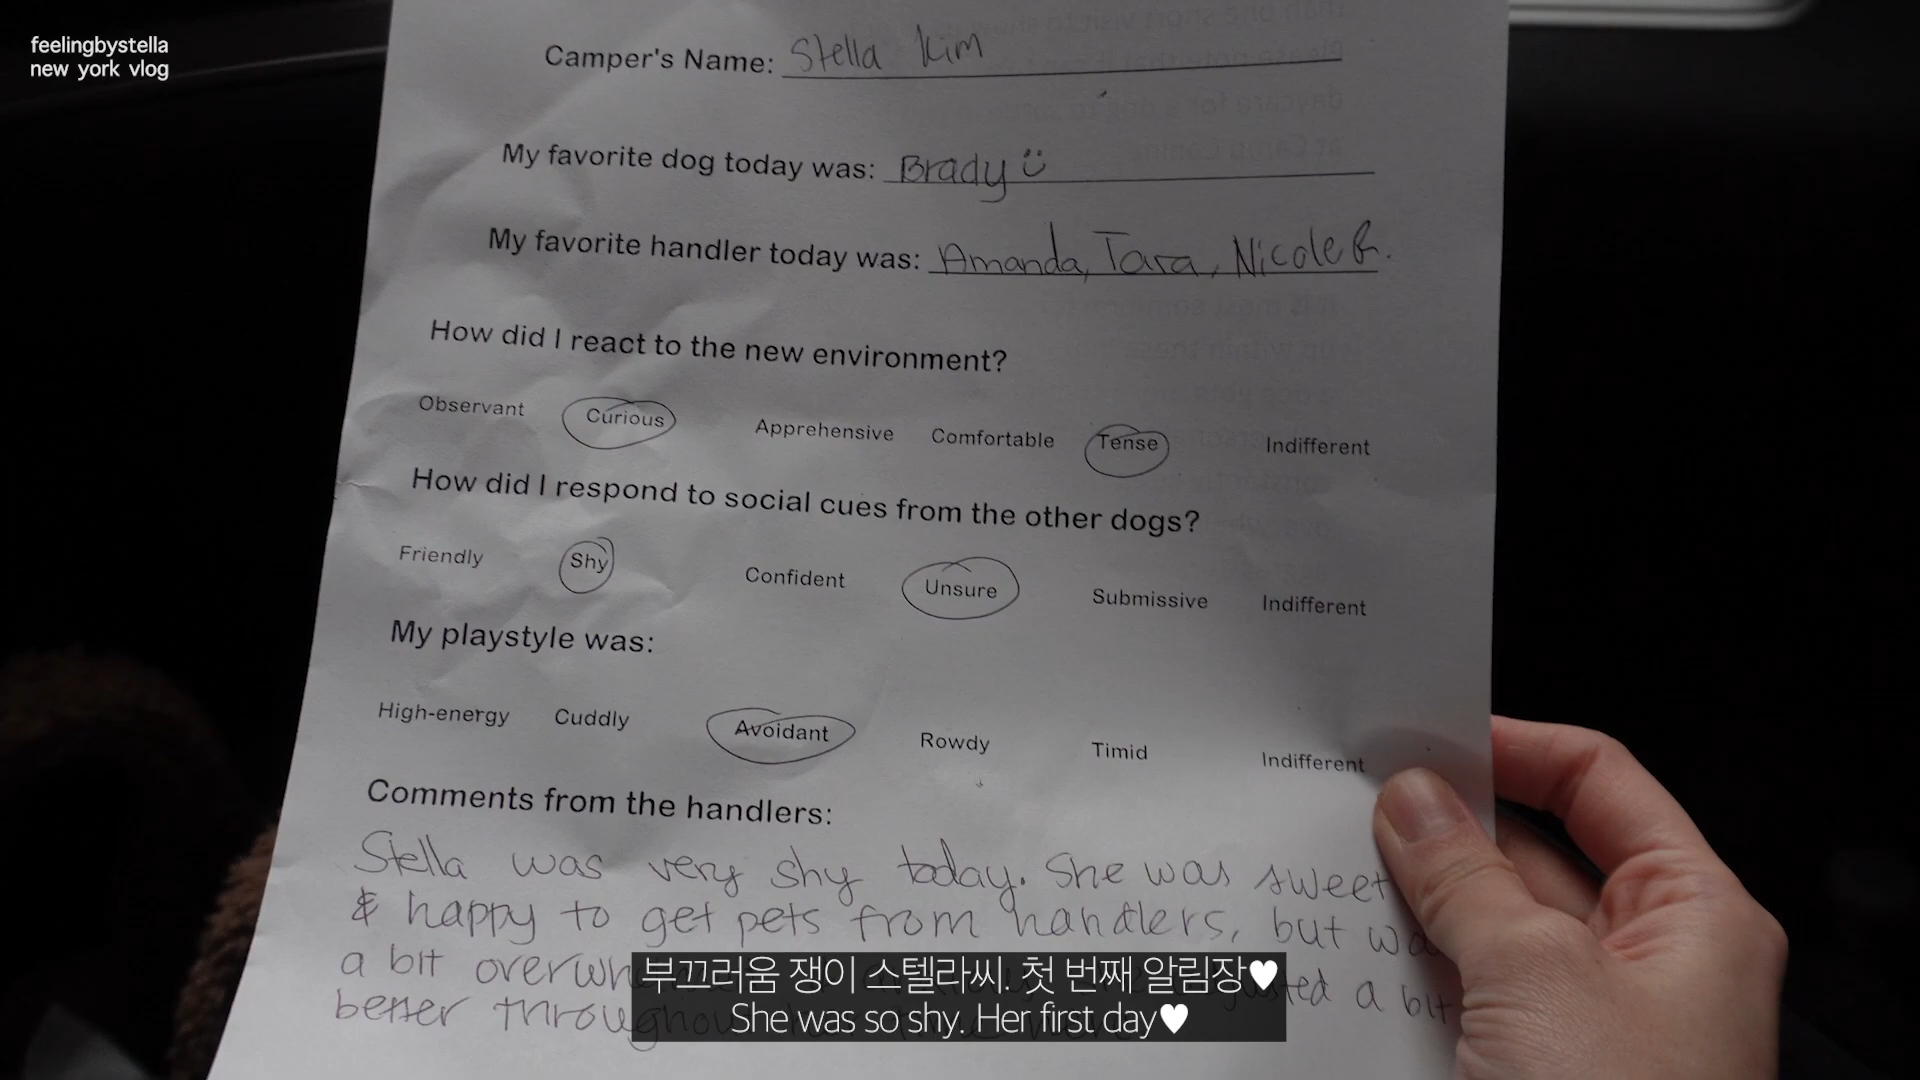 feelingbystella
new york vlog
Camper's Name: Stella Kim
My favorite dog today was: Brady
My favorite handler today was: Amanda, Tara, Nicole
How did I react to the new environment?
Observant Curious Apprehensive Comfortable Tense Indifferent
How did I respond to social cues from the other dogs?
Friendly Shy Confident Unsure Submissive Indifferent
My playstyle was:
High-energy Cuddly Avoidant Rowdy Timid Indifferent
Comments from the handlers:
Stella was very shy today. She was sweet
& happy to get pets from handlers, but
a bit a bit
better
부끄러움 쟁이 스텔라씨. 첫 번째 알림장♥
She was so shy. Her first day♥